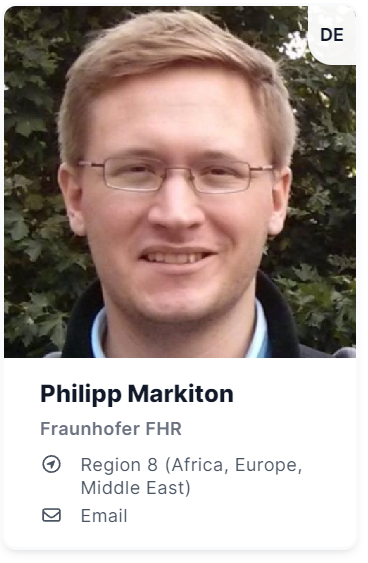 DE
Philipp Markiton
Fraunhofer FHR
Region 8 (Africa, Europe,
Middle East)
Email